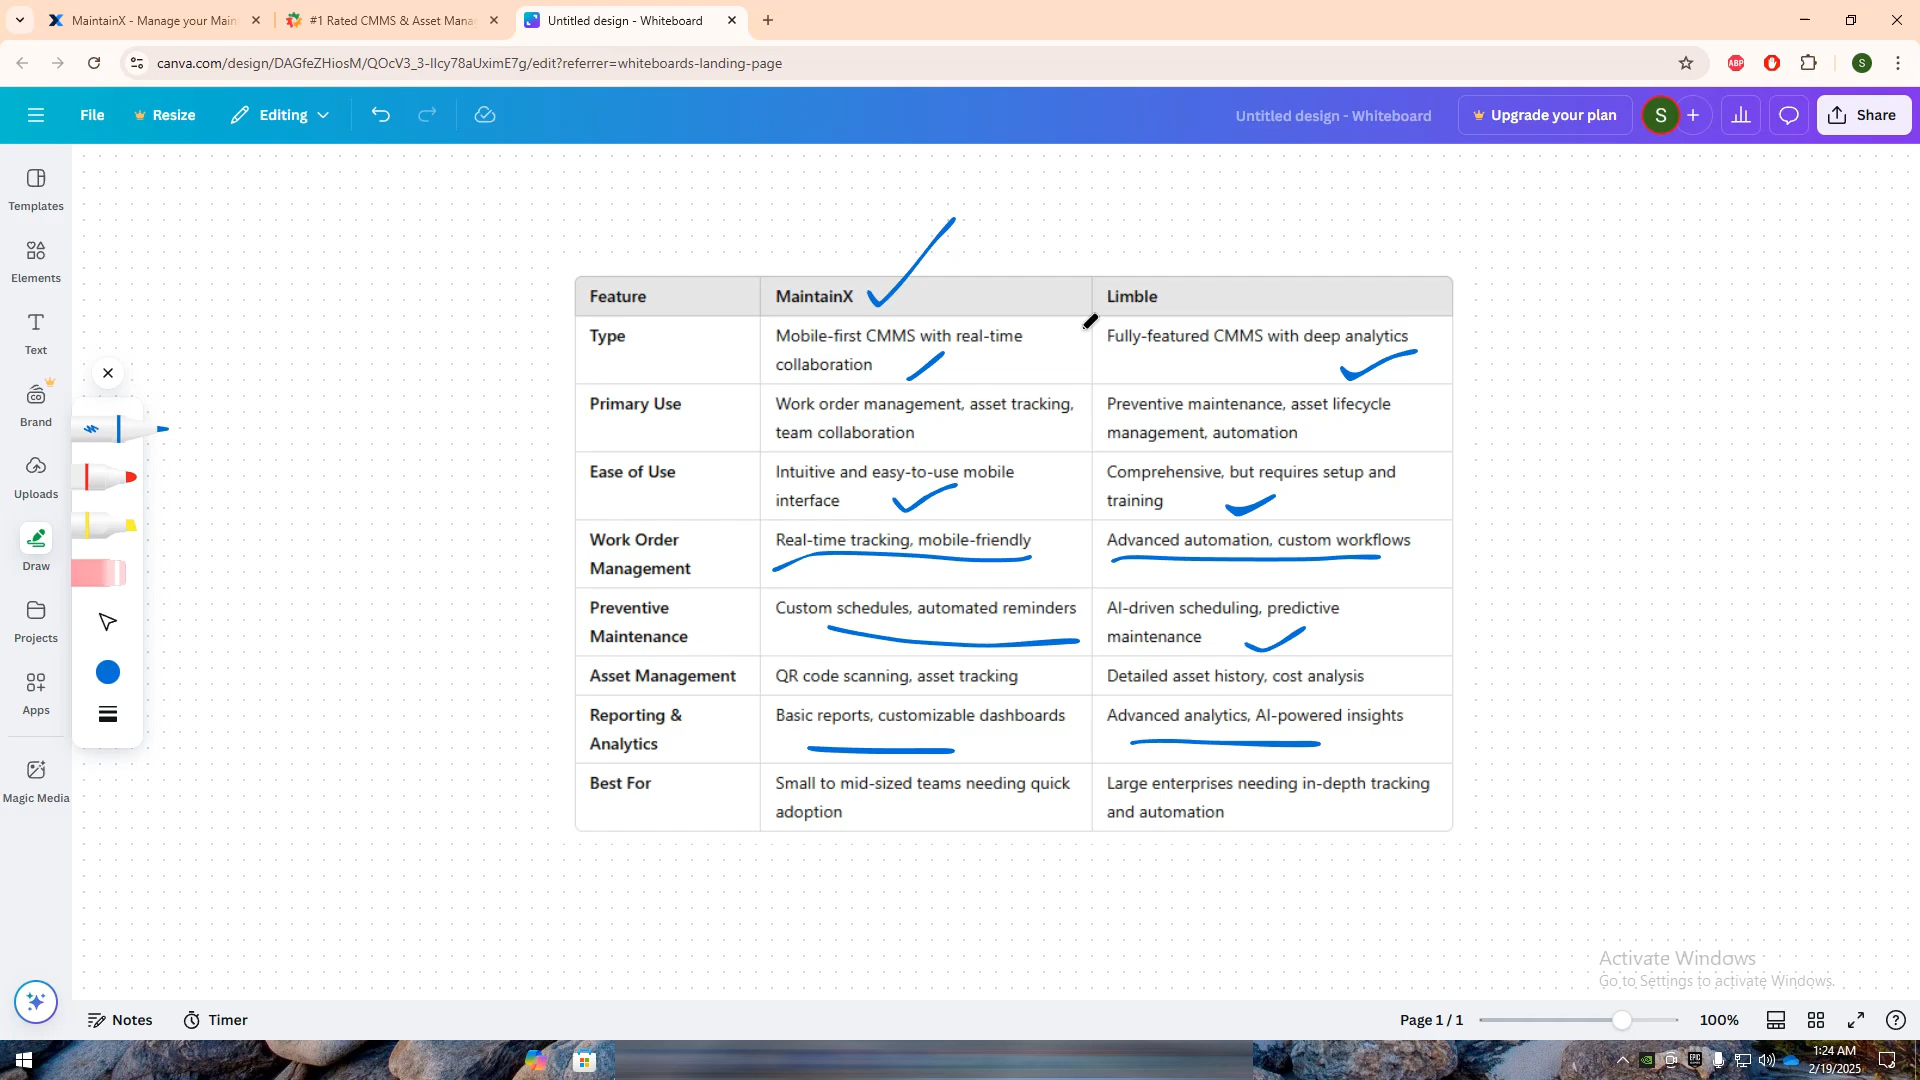 MaintainX - Manage your Main
#1 Rated CMMS & Asset Mana
Untitled design - Whiteboard
canva.com/design/DAGfeZHiosM/QOcV3_3-IIcy78aUximE7g/edit?referrer=whiteboards-landing-page
ABP
S
File
Resize
Editing
Untitled design - Whiteboard
Upgrade your plan
S
Share
Templates
Elements
Text
Brand
Uploads
Draw
Projects
Apps
Magic Media
Feature MaintainX Limble
Type Mobile-first CMMS with real-time Fully-featured CMMS with deep analytics
collaboration
Primary Use Work order management, asset tracking, Preventive maintenance, asset lifecycle
team collaboration management, automation
Ease of Use Intuitive and easy-to-use mobile Comprehensive, but requires setup and
interface training
Work Order Real-time tracking, mobile-friendly Advanced automation, custom workflows
Management
Preventive Custom schedules, automated reminders AI-driven scheduling, predictive
Maintenance maintenance
Asset Management QR code scanning, asset tracking Detailed asset history, cost analysis
Reporting & Basic reports, customizable dashboards Advanced analytics, AI-powered insights
Analytics
Best For Small to mid-sized teams needing quick Large enterprises needing in-depth tracking
adoption and automation
Activate Windows
Go to Settings to activate Windows.
Notes
Timer
Page 1 / 1
100%
EPIC
1:24 AM
2/19/2025